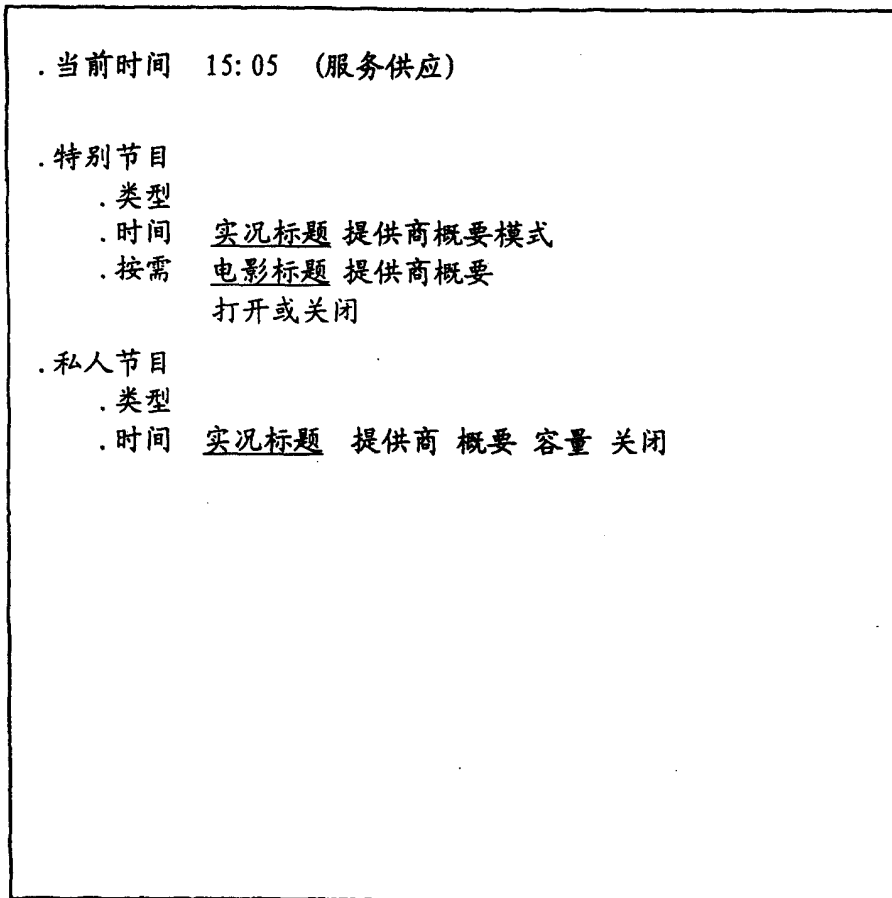 .当前时间 15:05 (服务供应)
.特别节目
.类型
.时间 实况标题 提供商概要模式
.按需 电影标题 提供商概要
打开或关闭
.私人节目
.类型
.时间 实况标题 提供商 概要 容量 关闭